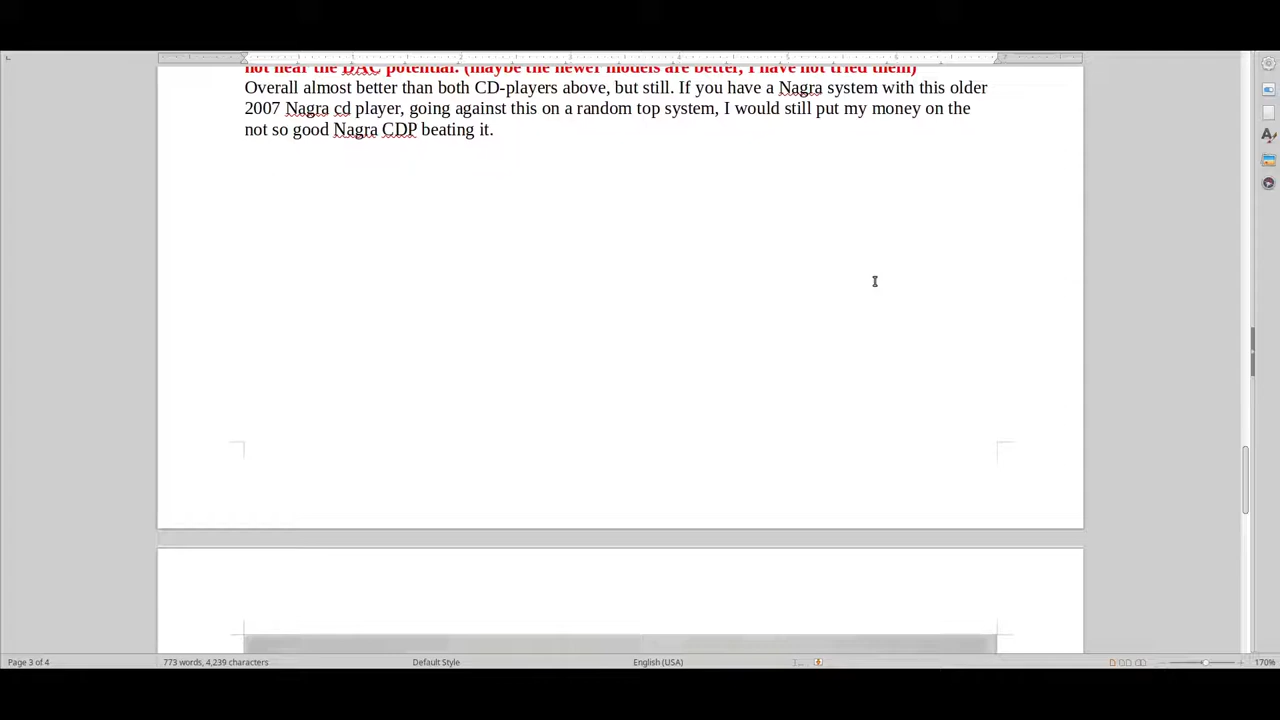 not near the DAC potential. (maybe the newer models are better, I have not tried them)
Overall almost better than both CD-players above, but still. If you have a Nagra system with this older
2007 Nagra cd player, going against this on a random top system, I would still put my money on the
not so good Nagra CDP beating it.
Page 3 of 4
773 words, 4,239 characters
Default Style
English (USA)
170%